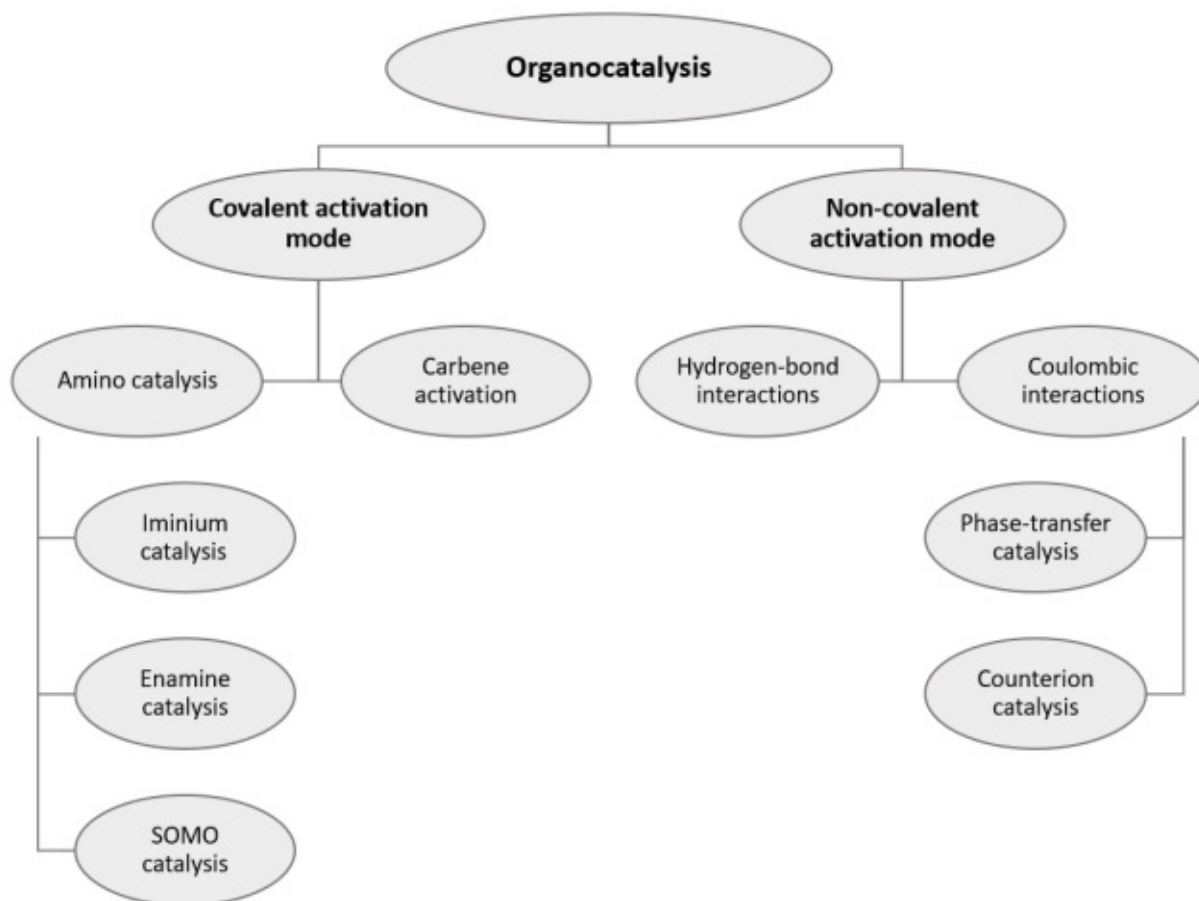 Organocatalysis
Covalent activation
mode
Non-covalent
activation mode
Amino catalysis
Carbene
activation
Hydrogen-bond
interactions
Coulombic
interactions
Iminium
catalysis
Phase-transfer
catalysis
Enamine
catalysis
Counterion
catalysis
SOMO
catalysis